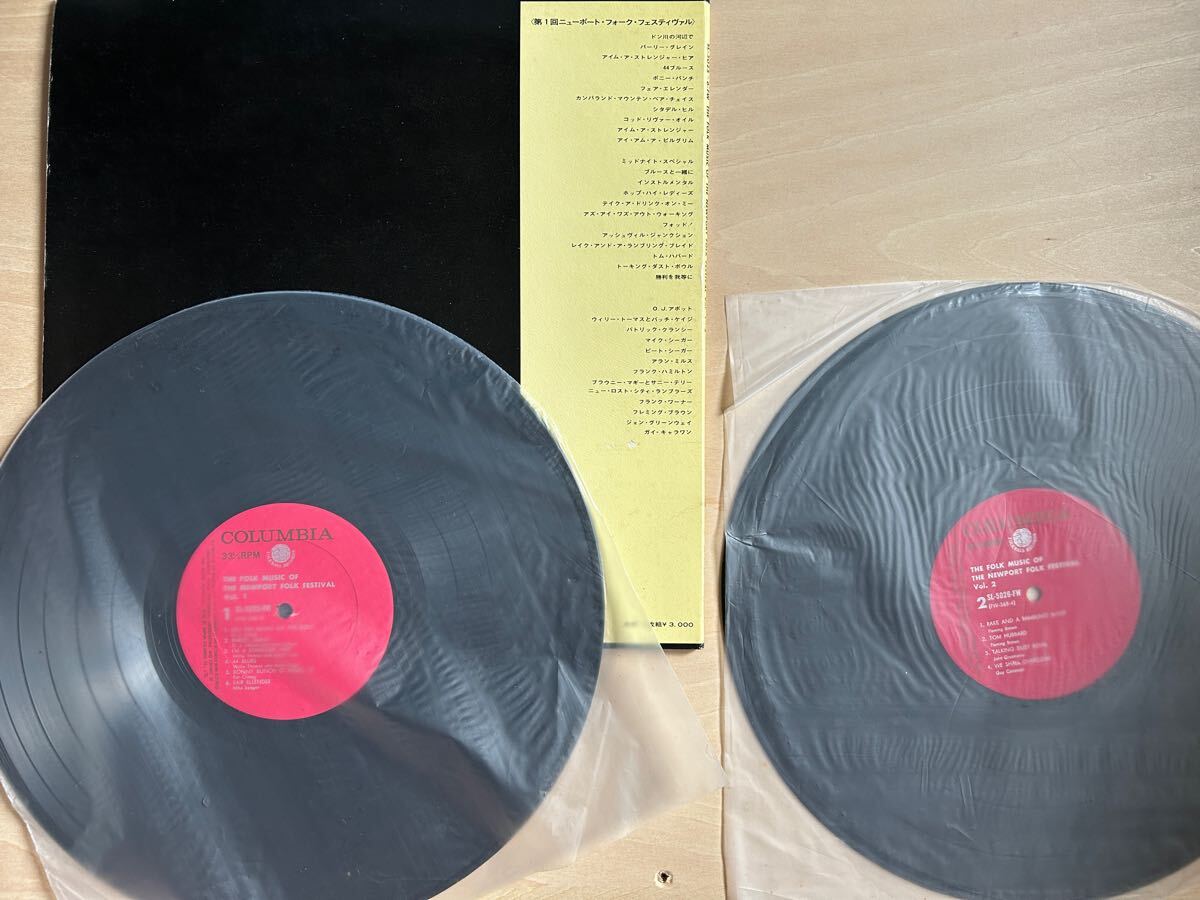 〈第1回ニューポート・フォーク・フェスティヴァル〉
ドン川の河辺で
バーリー・グレイン
アイム・ア・ストレンジャー・ヒア
44ブルース
ボニー・バンチ
フェア・エレンダー
カンバランド・マウンテン・ベア・チェイス
シタデル・ヒル
コッド・リヴァー・オイル
アイム・ア・ストレンジャー
アイ・アム・ア・ピルグリム
ミッドナイト・スペシャル
ブルースと一緒に
インストルメンタル
ホップ・ハイ・レディーズ
テイク・ア・ドリンク・オン・ミー
アズ・アイ・ワズ・アウト・ウォーキング
フォッド!
アッシュヴィル・ジャンクション
レイク・アンド・ア・ランブリング・ブレイド
トム・ハバード
トーキング・ダスト・ボウル
勝利を我等に
O.J.アボット
ウィリー・トーマスとバッチ・ケイジ
パトリック・クランシー
マイク・シーガー
ピート・シーガー
アラン・ミルス
フランク・ハミルトン
ブラウニー・マギーとサニー・テリー
ニュー・ロスト・シティ・ランブラーズ
フランク・ワーナー
フレミング・ブラウン
ジョン・グリーンウェイ
ガイ・キャラワン
枚組¥3,000
COLUMBIA
33⅓RPM
THE FOLK MUSIC OF
THE NEWPORT FOLK FESTIVAL
Vol. 1
1
4. 44 BLUES
5. BONNY BUNCH
6. FAIR ELLENDER
Mike Seeger
THE FOLK MUSIC OF
THE NEWPORT FOLK FESTIVAL
Vol. 2
2 SL-5026-FW
1. RAKE AND A RAMBLING
Fleming Brown
2. TOM HUBBARD
Fleming Brown
3. TALKING DUST BOWL
John Greenway
4. WE SHALL
Guy Carawan